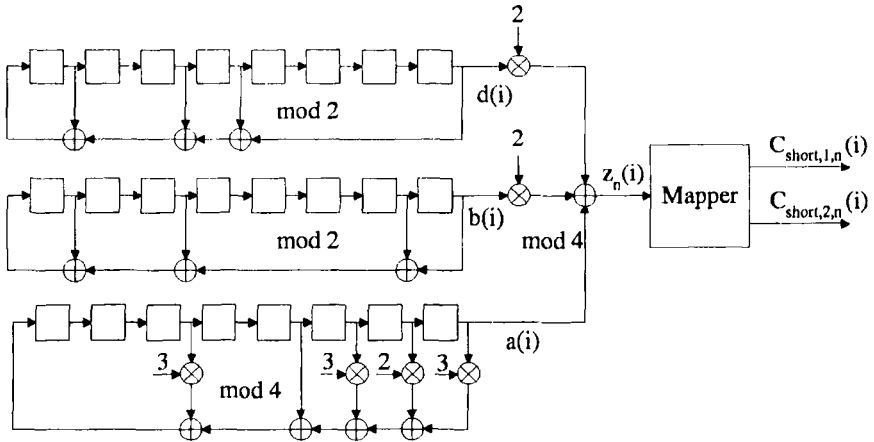 2
d(i)
mod 2
2
z_n(i)
C_short,1,n(i)
Mapper
C_short,2,n(i)
b(i)
mod 2
mod 4
a(i)
3
mod 4
3
2
3